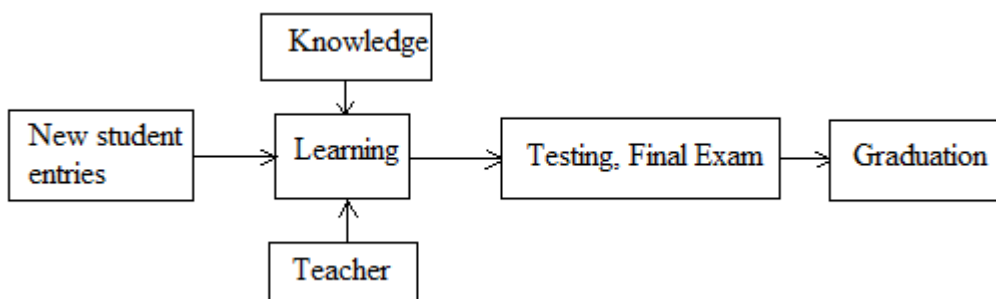 Knowledge
New student
entries
Learning
Testing, Final Exam
Graduation
Teacher